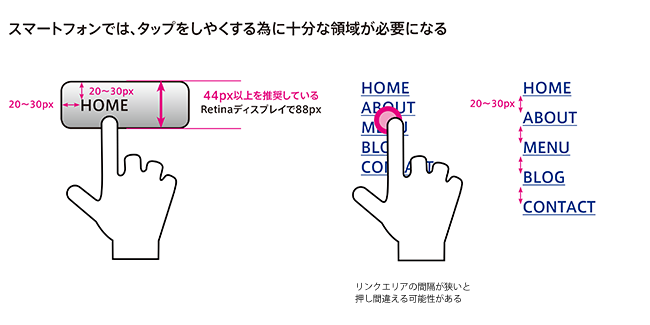 スマートフォンでは、タップをしやくする為に十分な領域が必要になる
20〜30px
20〜30px
HOME
44px以上を推奨している
Retinaディスプレイで88px
HOME
ABOUT
MENU
BLO
CONTACT
リンクエリアの間隔が狭いと
押し間違える可能性がある
20〜30px
HOME
ABOUT
MENU
BLOG
CONTACT